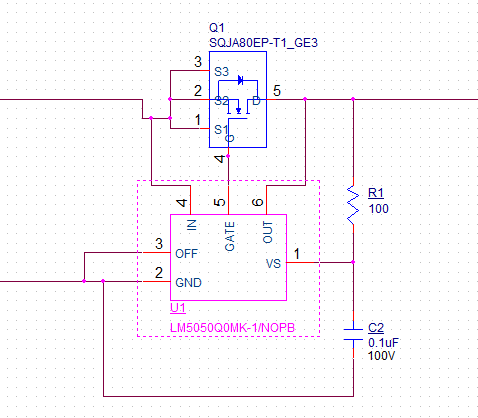 Q1
SQJA80EP-T1_GE3
3
S3
2
S2
D
5
1
S1
G
4
4
5
6
IN
GATE
OUT
3
OFF
VS
1
2
GND
U1
LM5050Q0MK-1/NOPB
R1
100
C2
0.1uF
100V